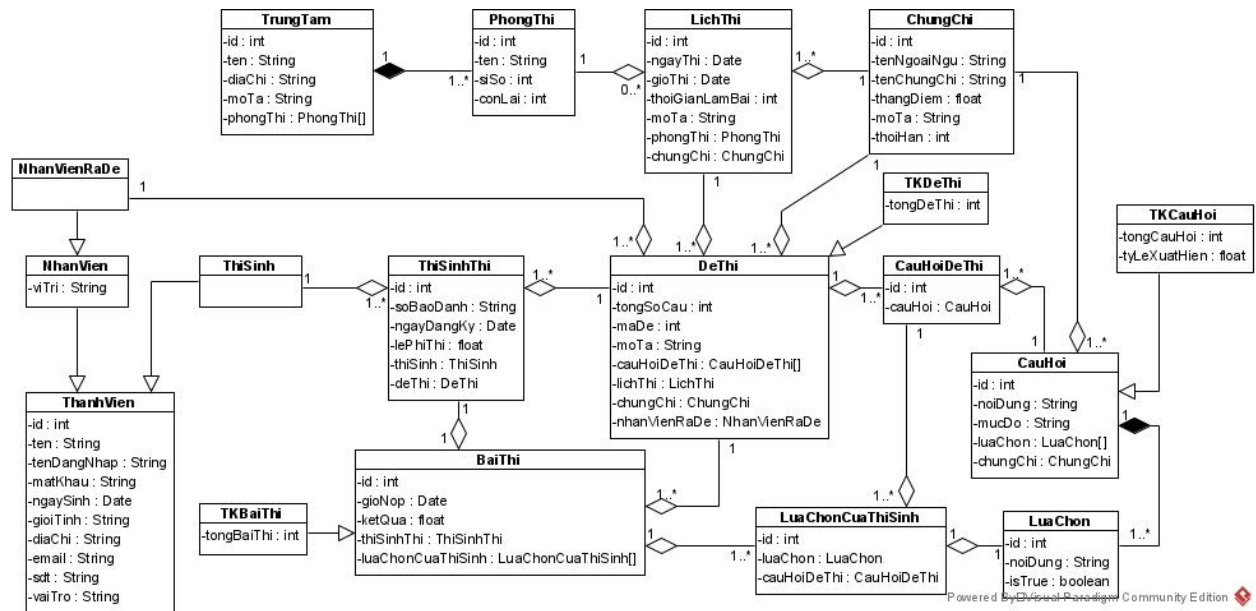 TrungTam
-id : int
-ten : String
-diaChi : String
-moTa : String
-phongThi : PhongThi[]
1
1..*
PhongThi
-id : int
-ten : String
-siSo : int
-conLai : int
1
0..*
LichThi
-id : int
-ngayThi : Date
-gioThi : Date
-thoiGianLamBai : int
-moTa : String
-phongThi : PhongThi
-chungChi : ChungChi
1..*
1
1
ChungChi
-id : int
-tenNgoaiNgu : String
-tenChungChi : String
-thangDiem : float
-moTa : String
-thoiHan : int
1
1
NhanVienRaDe
1
1..*
1..*
1..*
TKDeThi
-tongDeThi : int
TKCauHoi
-tongCauHoi : int
-tyLeXuatHien : float
NhanVien
-viTri : String
ThiSinh
1
1..*
ThiSinhThi
-id : int
-soBaoDanh : String
-ngayDangKy : Date
-lePhiThi : float
-thiSinh : ThiSinh
-deThi : DeThi
1..*
1
1
1
DeThi
-id : int
-tongSoCau : int
-maDe : int
-moTa : String
-cauHoiDeThi : CauHoiDeThi[]
-lichThi : LichThi
-chungChi : ChungChi
-nhanVienRaDe : NhanVienRaDe
1
1..*
1
1..*
CauHoiDeThi
-id : int
-cauHoi : CauHoi
1..*
1
1
1..*
1..*
CauHoi
-id : int
-noiDung : String
-mucDo : String
-luaChon : LuaChon[]
-chungChi : ChungChi
1
1..*
ThanhVien
-id : int
-ten : String
-tenDangNhap : String
-matKhau : String
-ngaySinh : Date
-gioiTinh : String
-diaChi : String
-email : String
-sdt : String
-vaiTro : String
TKBaiThi
-tongBaiThi : int
BaiThi
-id : int
-gioNop : Date
-ketQua : float
-thiSinhThi : ThiSinhThi
-luaChonCuaThiSinh : LuaChonCuaThiSinh[]
1
1..*
LuaChonCuaThiSinh
-id : int
-luaChon : LuaChon
-cauHoiDeThi : CauHoiDeThi
1
1
LuaChon
-id : int
-noiDung : String
-isTrue : boolean
Powered By Visual Paradigm Community Edition